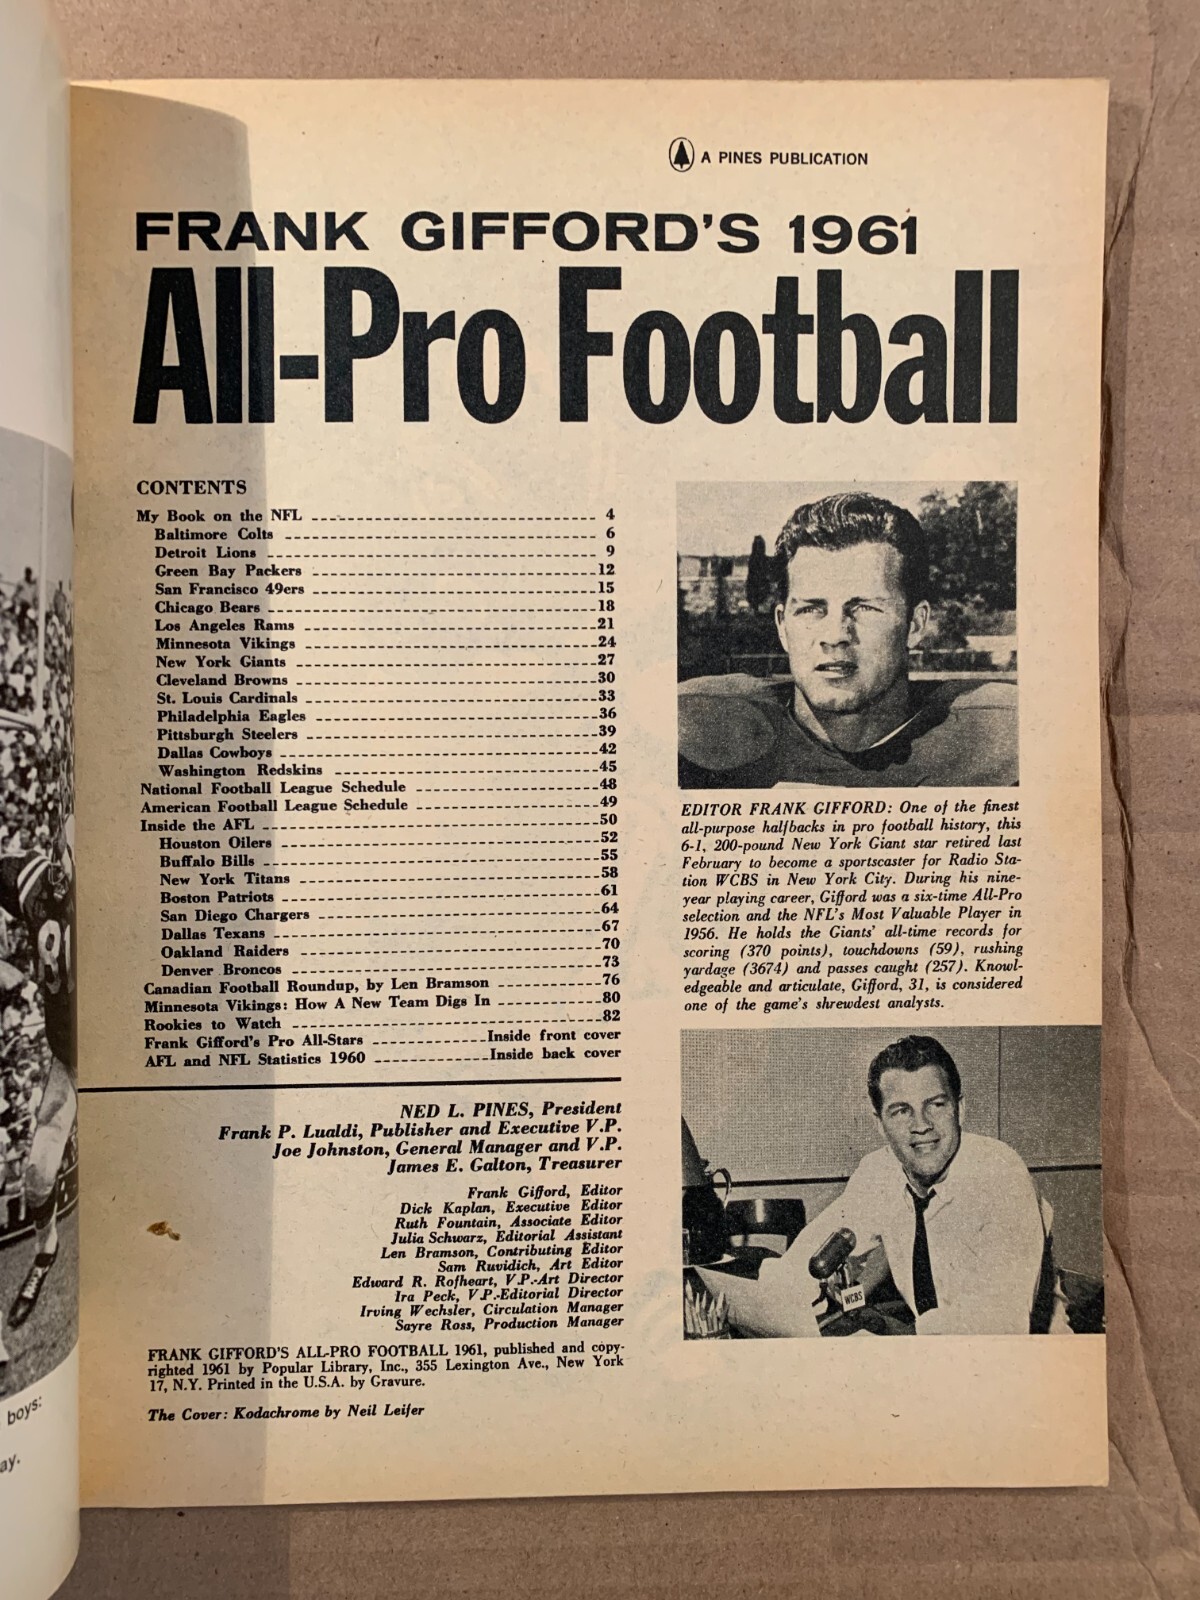 A PINES PUBLICATION
FRANK GIFFORD'S 1961
All-Pro Football
CONTENTS
My Book on the NFL 4
Baltimore Colts 6
Detroit Lions 9
Green Bay Packers 12
San Francisco 49ers 15
Chicago Bears 18
Los Angeles Rams 21
Minnesota Vikings 24
New York Giants 27
Cleveland Browns 30
St. Louis Cardinals 33
Philadelphia Eagles 36
Pittsburgh Steelers 39
Dallas Cowboys 42
Washington Redskins 45
National Football League Schedule 48
American Football League Schedule 49
Inside the AFL 50
Houston Oilers 52
Buffalo Bills 55
New York Titans 58
Boston Patriots 61
San Diego Chargers 64
Dallas Texans 67
Oakland Raiders 70
Denver Broncos 73
Canadian Football Roundup, by Len Bramson 76
Minnesota Vikings: How A New Team Digs In 80
Rookies to Watch 82
Frank Gifford's Pro All-Stars Inside front cover
AFL and NFL Statistics 1960 Inside back cover
NED L. PINES, President
Frank P. Lualdi, Publisher and Executive V.P.
Joe Johnston, General Manager and V.P.
James E. Galton, Treasurer
Frank Gifford, Editor
Dick Kaplan, Executive Editor
Ruth Fountain, Associate Editor
Julia Schwarz, Editorial Assistant
Len Bramson, Contributing Editor
Sam Ruvidich, Art Editor
Edward R. Rofheart, V.P.-Art Director
Ira Peck, V.P.-Editorial Director
Irving Wechsler, Circulation Manager
Sayre Ross, Production Manager
FRANK GIFFORD'S ALL-PRO FOOTBALL 1961, published and copy-
righted 1961 by Popular Library, Inc., 355 Lexington Ave., New York
17, N.Y. Printed in the U.S.A. by Gravure.
The Cover: Kodachrome by Neil Leifer
EDITOR FRANK GIFFORD: One of the finest
all-purpose halfbacks in pro football history, this
6-1, 200-pound New York Giant star retired last
February to become a sportscaster for Radio Sta-
tion WCBS in New York City. During his nine-
year playing career, Gifford was a six-time All-Pro
selection and the NFL's Most Valuable Player in
1956. He holds the Giants' all-time records for
scoring (370 points), touchdowns (59), rushing
yardage (3674) and passes caught (257). Knowl-
edgeable and articulate, Gifford, 31, is considered
one of the game's shrewdest analysts.
WCBS
boys:
ay.